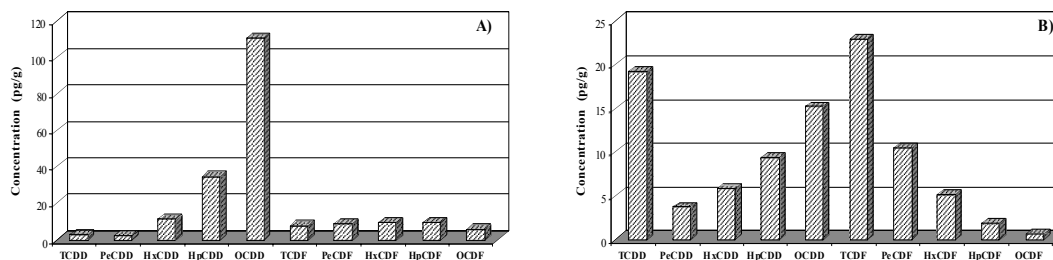 A)
Concentration (pg/g)
120
100
80
60
40
20
0
TCDD PeCDD HxCDD HpCDD OCDD TCDF PeCDF HxCDF HpCDF OCDF
B)
Concentration (pg/g)
25
20
15
10
5
0
TCDD PeCDD HxCDD HpCDD OCDD TCDF PeCDF HxCDF HpCDF OCDF